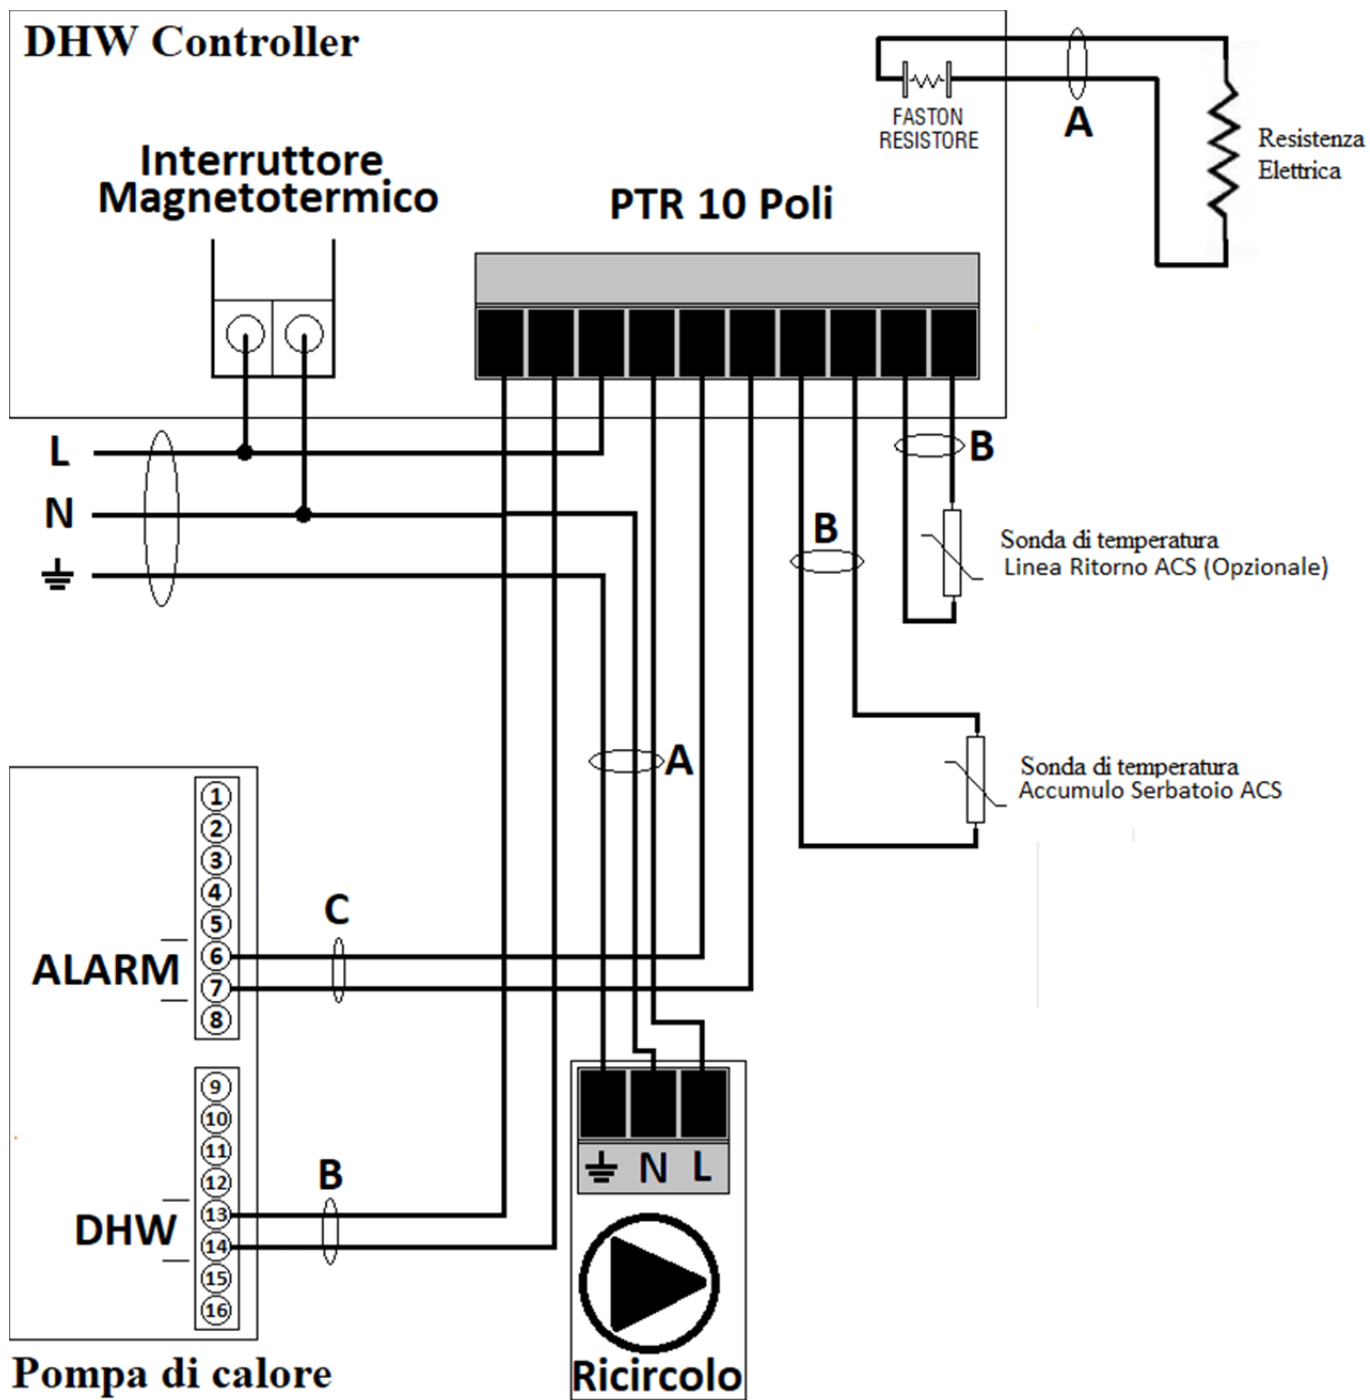 DHW Controller
Interruttore
Magnetotermico
PTR 10 Poli
FASTON
RESISTORE
A
Resistenza
Elettrica
L
N
B
B
Sonda di temperatura
Linea Ritorno ACS (Opzionale)
A
Sonda di temperatura
Accumulo Serbatoio ACS
1
2
3
4
5
6
7
8
ALARM
C
9
10
11
12
13
14
15
16
DHW
B
N L
Ricircolo
Pompa di calore